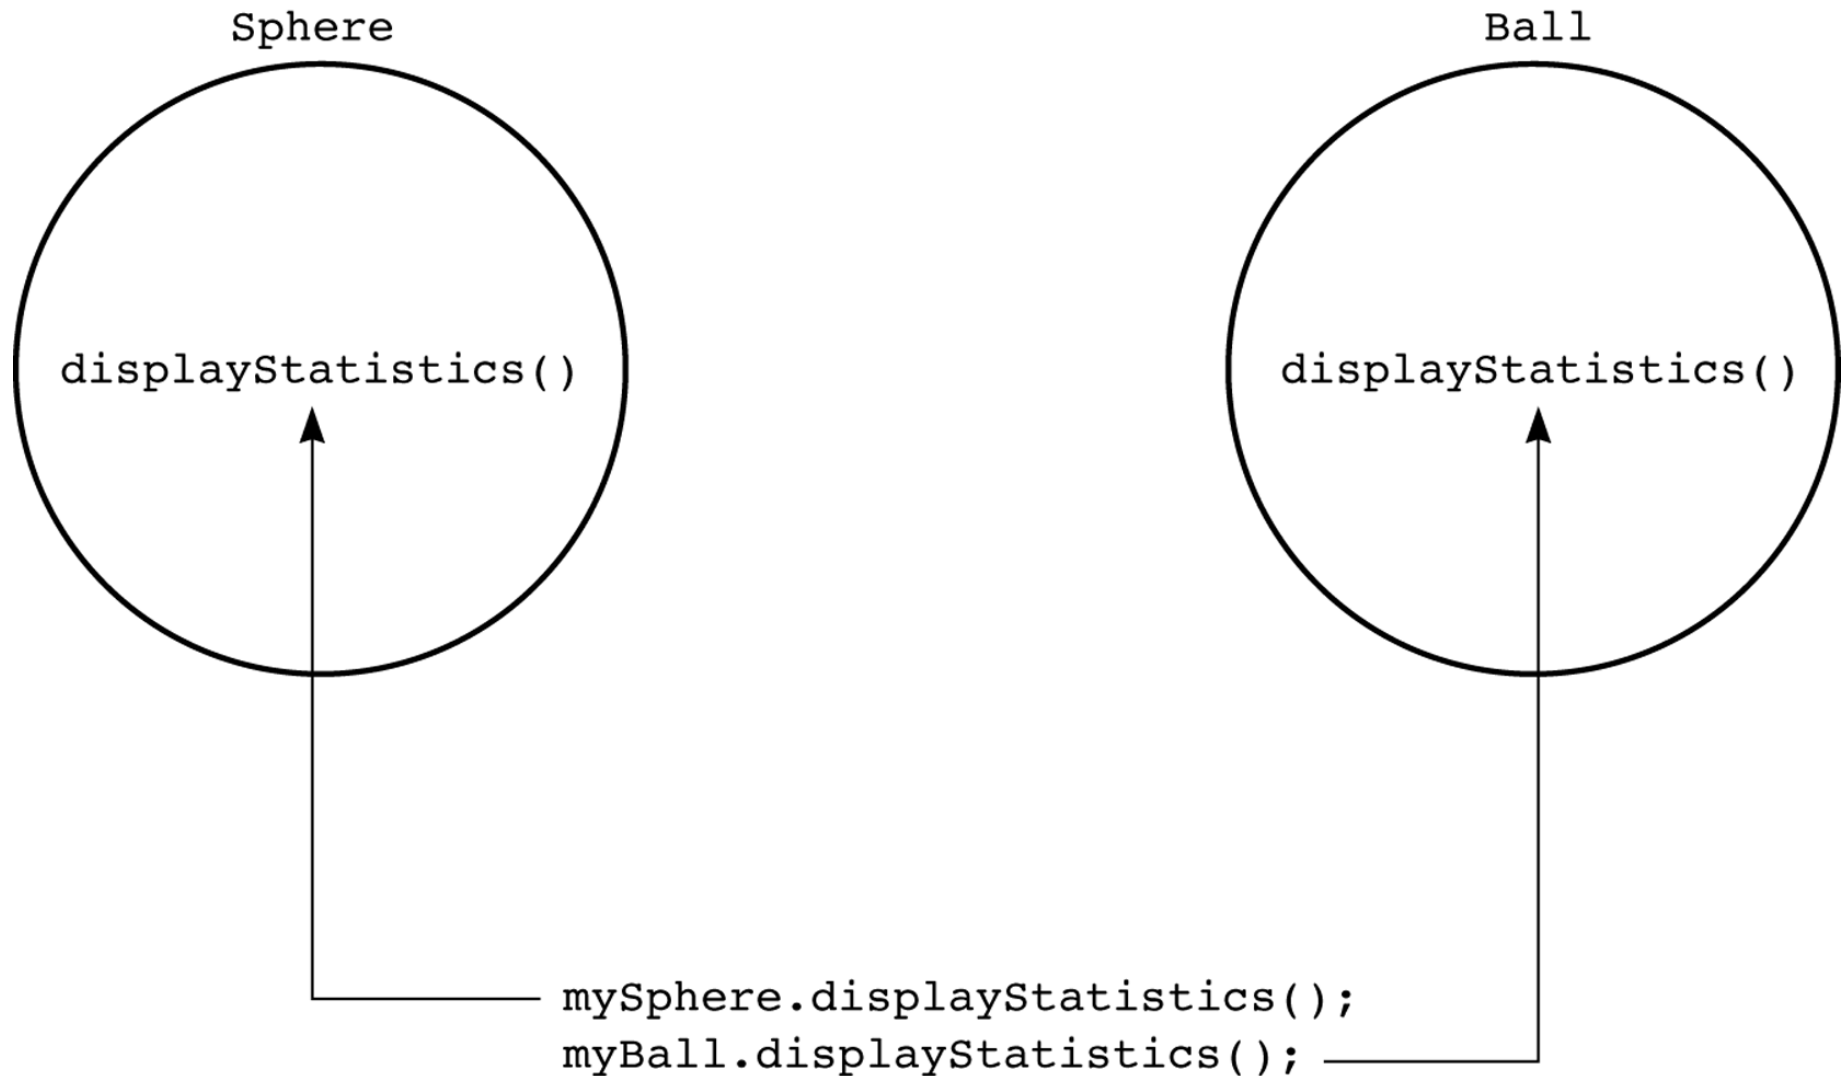 Sphere
Ball
displayStatistics()
displayStatistics()
mySphere.displayStatistics();
myBall.displayStatistics();